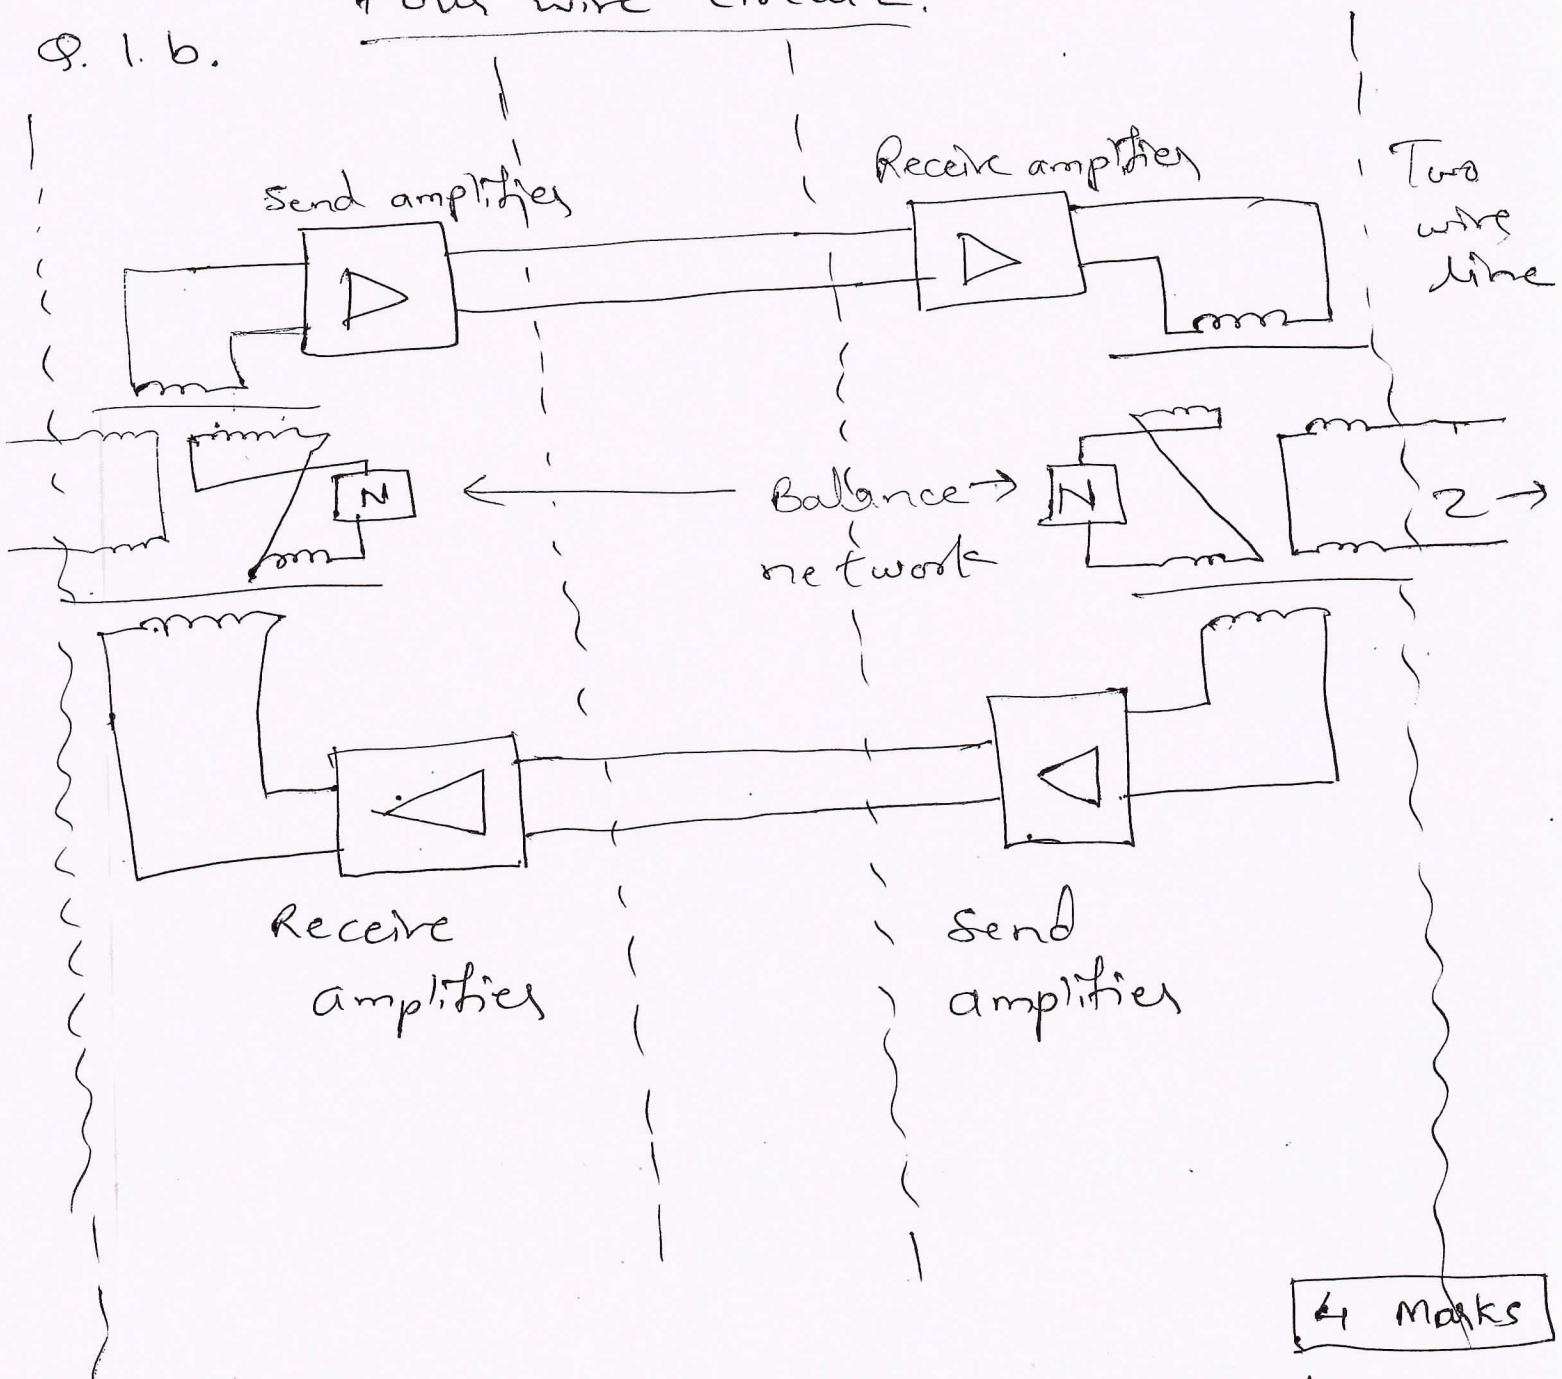 Four wire circuit.
Q. 1. b.
Send amplifier
Receive amplifier
Two
wire
line
N
Balance
network
N
Z
Receive
amplifier
Send
amplifier
4 Marks